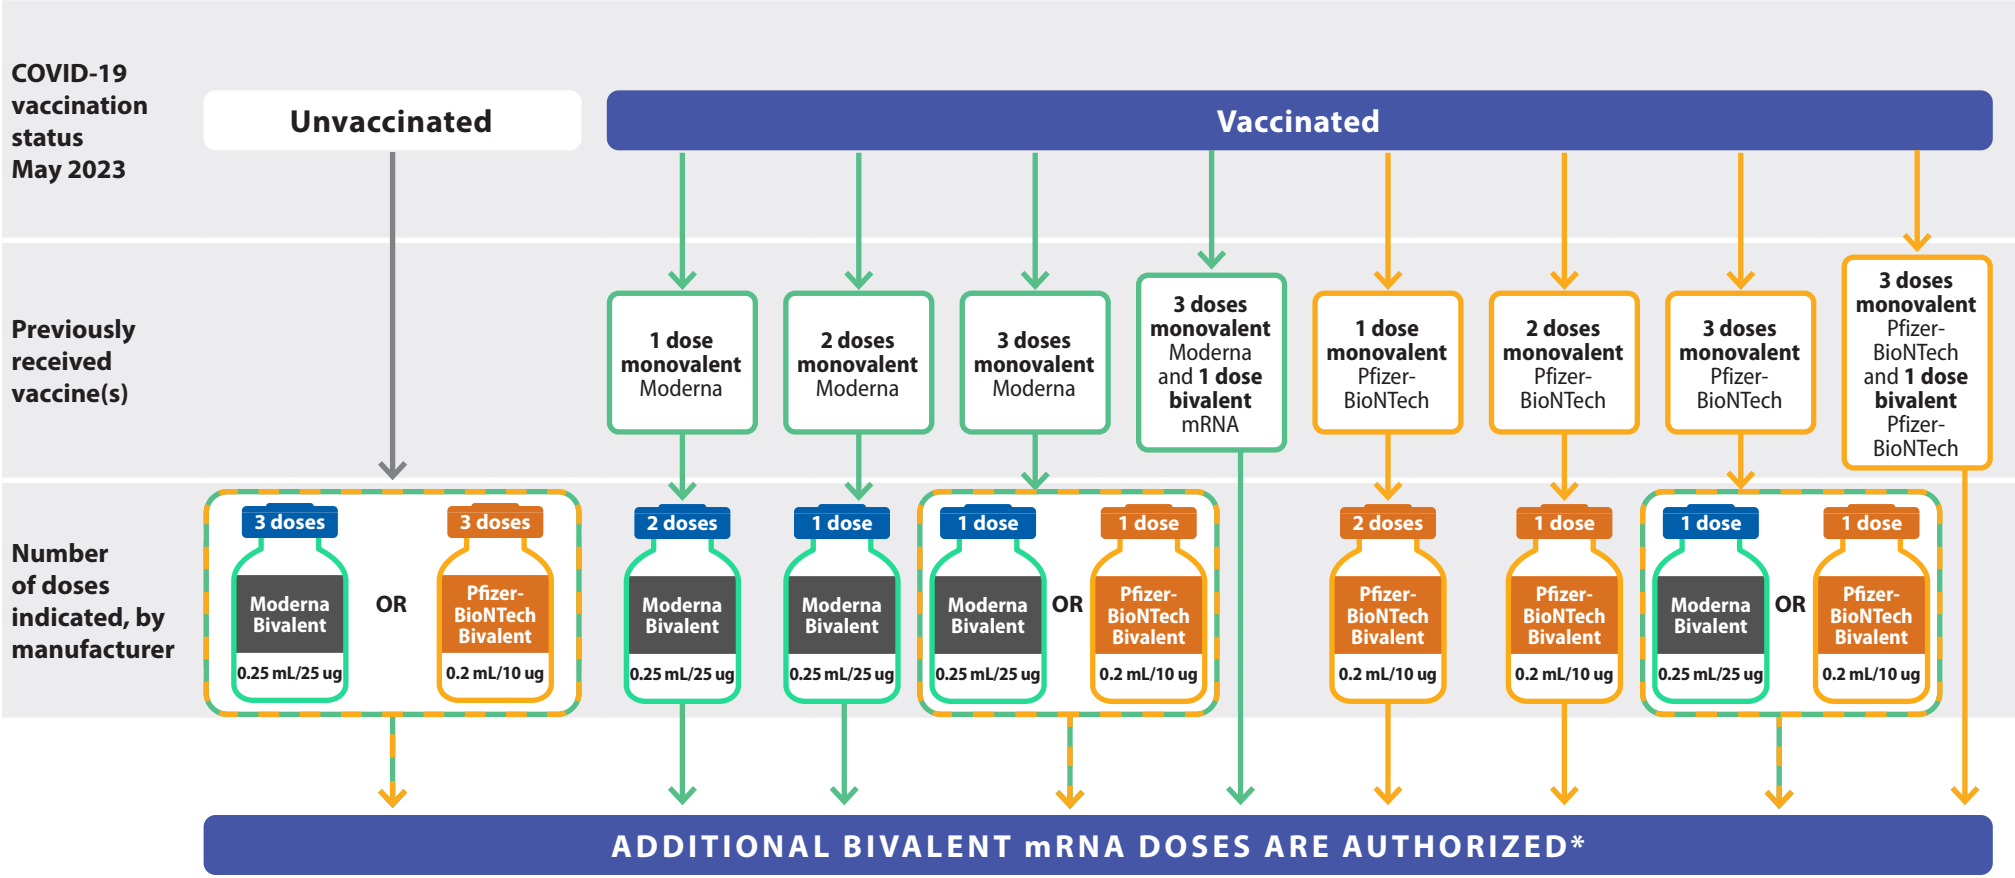 COVID-19
vaccination
status
May 2023
Unvaccinated
Vaccinated
Previously
received
vaccine(s)
1 dose
monovalent
Moderna
2 doses
monovalent
Moderna
3 doses
monovalent
Moderna
3 doses
monovalent
Moderna
and 1 dose
bivalent
mRNA
1 dose
monovalent
Pfizer-
BioNTech
2 doses
monovalent
Pfizer-
BioNTech
3 doses
monovalent
Pfizer-
BioNTech
3 doses
monovalent
Pfizer-
BioNTech
and 1 dose
bivalent
Pfizer-
BioNTech
Number
of doses
indicated, by
manufacturer
3 doses
Moderna
Bivalent
0.25 mL/25 ug
OR
3 doses
Pfizer-
BioNTech
Bivalent
0.2 mL/10 ug
2 doses
Moderna
Bivalent
0.25 mL/25 ug
1 dose
Moderna
Bivalent
0.25 mL/25 ug
1 dose
Moderna
Bivalent
0.25 mL/25 ug
OR
1 dose
Pfizer-
BioNTech
Bivalent
0.2 mL/10 ug
2 doses
Pfizer-
BioNTech
Bivalent
0.2 mL/10 ug
1 dose
Pfizer-
BioNTech
Bivalent
0.2 mL/10 ug
1 dose
Moderna
Bivalent
0.25 mL/25 ug
OR
1 dose
Pfizer-
BioNTech
Bivalent
0.2 mL/10 ug
ADDITIONAL BIVALENT mRNA DOSES ARE AUTHORIZED*